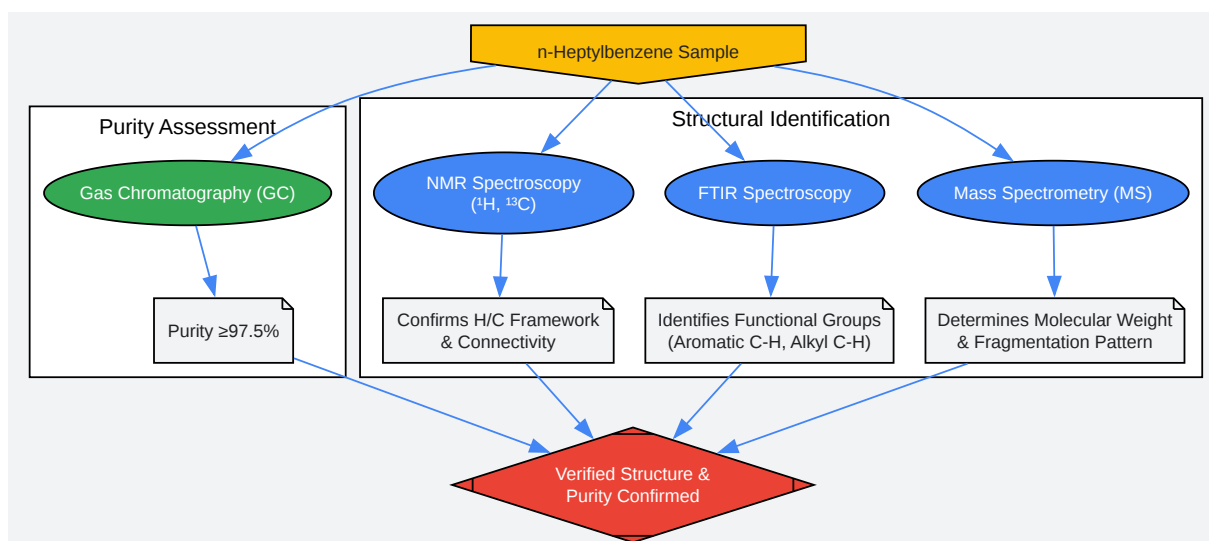 n-Heptylbenzene Sample
Purity Assessment
Structural Identification
Gas Chromatography (GC)
NMR Spectroscopy
(¹H, ¹³C)
FTIR Spectroscopy
Mass Spectrometry (MS)
Purity ≥97.5%
Confirms H/C Framework
& Connectivity
Identifies Functional Groups
(Aromatic C-H, Alkyl C-H)
Determines Molecular Weight
& Fragmentation Pattern
Verified Structure &
Purity Confirmed